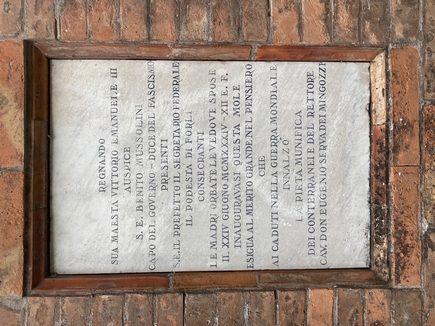 REGNANDO
SUA MAESTÀ VITTORIO EMANUELE III
AUSPICE
S. E. BENITO MUSSOLINI
CAPO DEL GOVERNO - DUCE DEL FASCISMO
PRESENTI
S.E. IL PREFETTO IL SEGRETARIO FEDERALE
IL PODESTÀ DI FORLÌ
CONSECRANTI
LE MADRI ORBATE LE VEDOVE SPOSE
IL XXIV GIUGNO MCMXXXIV - XII E. F.
INAUGURAVASI QUESTA MOLE
ESIGUA AL MERITO GRANDE NEL PENSIERO
CHE
AI CADUTI NELLA GUERRA MONDIALE
INNALZÒ
LA PIETÀ MUNIFICA
DEI CONTERRANEI E DEL RETTORE
CAV. DON EUGENIO SERVADEI MINGOZZI